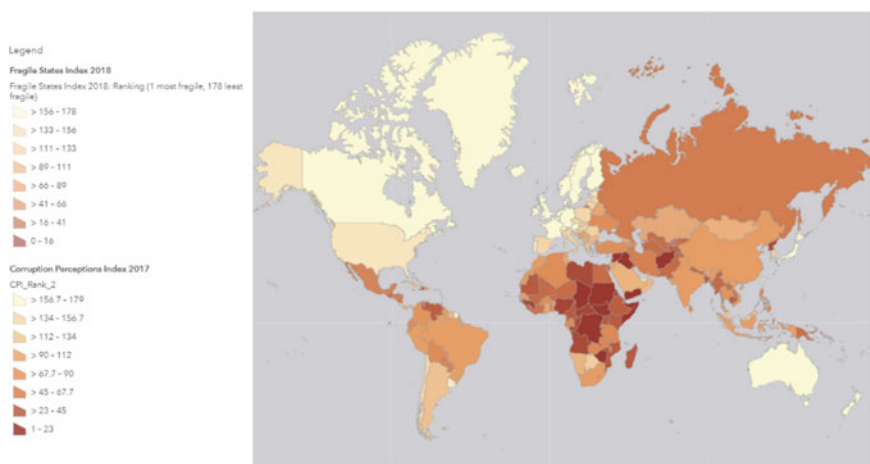 Legend
Fragile States Index 2018
Fragile States Index 2018: Ranking (1 most fragile, 178 least
fragile)
> 156 - 178
> 133 - 156
> 111 - 133
> 89 - 111
> 66 - 89
> 41 - 66
> 16 - 41
0 - 16
Corruption Perceptions Index 2017
CPI_Rank_2
> 156.7 - 179
> 134 - 156.7
> 112 - 134
> 90 - 112
> 67.7 - 90
> 45 - 67.7
> 23 - 45
1 - 23